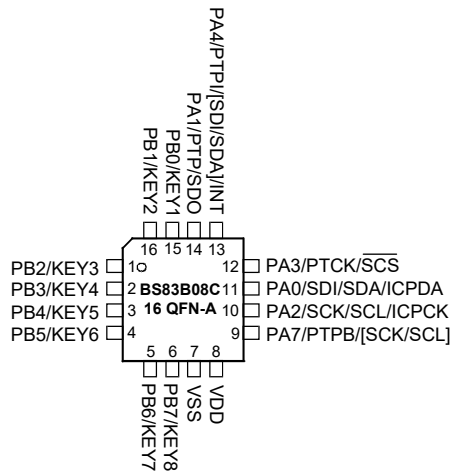 PA4/PTPI/[SDI/SDA]/INT
PA1/PTP/SDO
PB0/KEY1
PB1/KEY2
16 15 14 13
PB2/KEY3 1
PB3/KEY4 2
PB4/KEY5 3
PB5/KEY6 4
BS83B08C
16 QFN-A
12 PA3/PTCK/SCS
11 PA0/SDI/SDA/ICPDA
10 PA2/SCK/SCL/ICPCK
9 PA7/PTPB/[SCK/SCL]
5 6 7 8
PB6/KEY7
PB7/KEY8
VSS
VDD